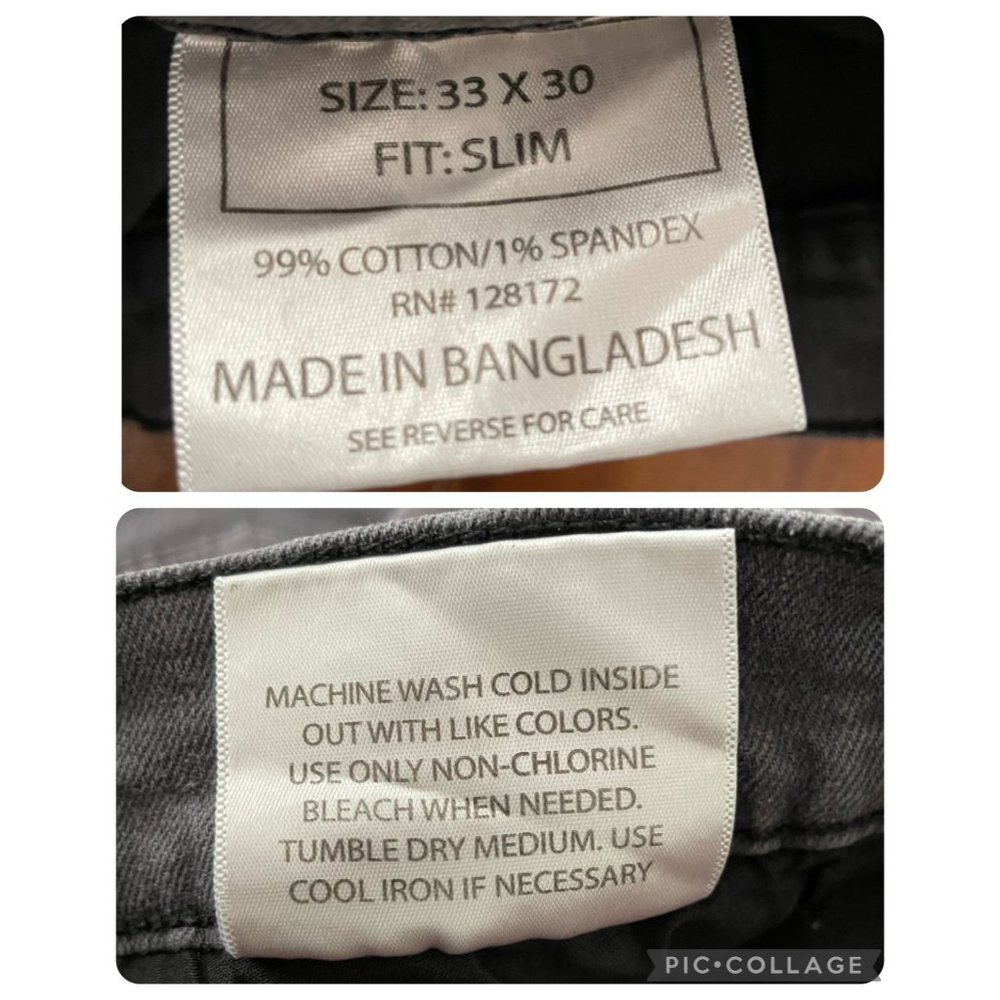 SIZE: 33 X 30
FIT: SLIM
99% COTTON/1% SPANDEX
RN# 128172
MADE IN BANGLADESH
SEE REVERSE FOR CARE
MACHINE WASH COLD INSIDE
OUT WITH LIKE COLORS.
USE ONLY NON-CHLORINE
BLEACH WHEN NEEDED.
TUMBLE DRY MEDIUM. USE
COOL IRON IF NECESSARY
PIC•COLLAGE